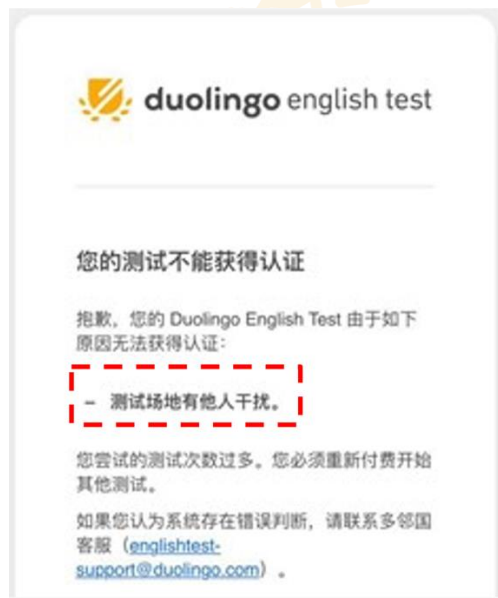 duolingo english test
您的测试不能获得认证
抱歉，您的 Duolingo English Test 由于如下
原因无法获得认证：
– 测试场地有他人干扰。
您尝试的测试次数过多。您必须重新付费开始
其他测试。
如果您认为系统存在错误判断，请联系多邻国
客服（englishtest-
support@duolingo.com）。